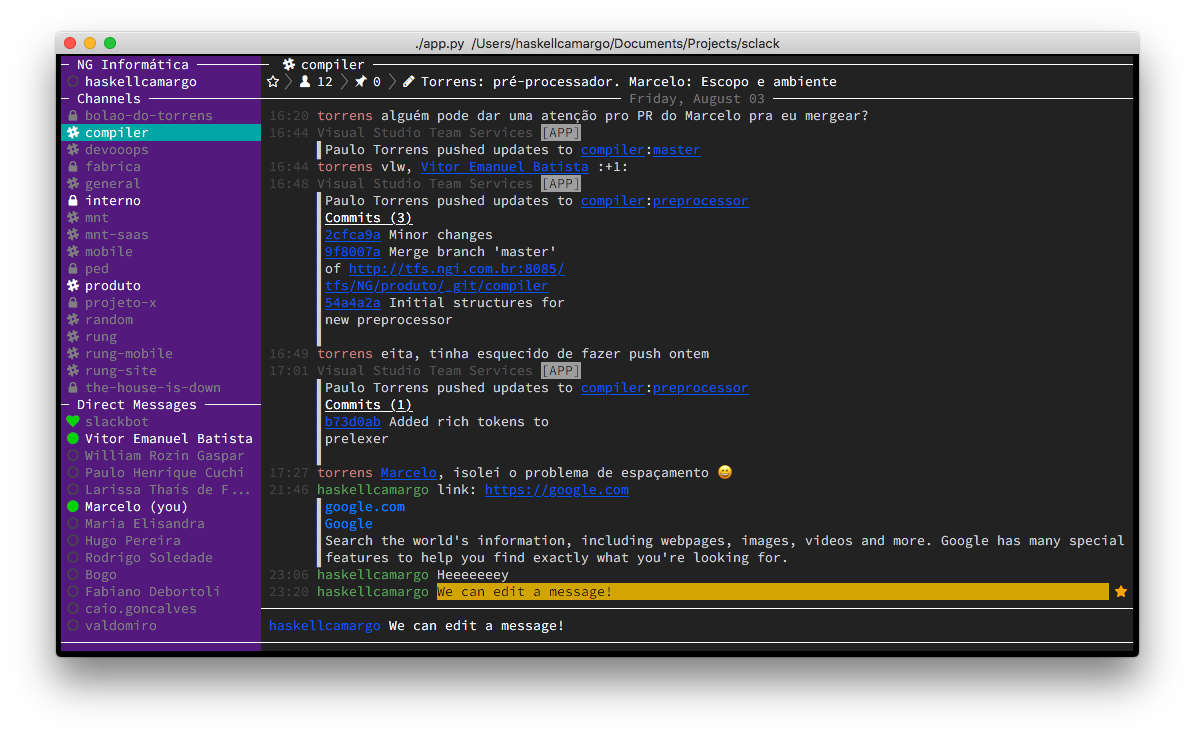 ./app.py  /Users/haskellcamargo/Documents/Projects/sclack
NG Informática
haskellcamargo
Channels
bolao-do-torrens
compiler
devooops
fabrica
general
interno
mnt
mnt-saas
mobile
ped
produto
projeto-x
random
rung
rung-mobile
rung-site
the-house-is-down
Direct Messages
slackbot
Vitor Emanuel Batista
William Rozin Gaspar
Paulo Henrique Cuchi
Larissa Thaís de F...
Marcelo (you)
Maria Elisandra
Hugo Pereira
Rodrigo Soledade
Bogo
Fabiano Debortoli
caio.goncalves
valdomiro
compiler
12 0 Torrens: pré-processador. Marcelo: Escopo e ambiente
Friday, August 03
16:20 torrens alguém pode dar uma atenção pro PR do Marcelo pra eu mergear?
16:44 Visual Studio Team Services [APP]
Paulo Torrens pushed updates to compiler:master
16:44 torrens vlw, Vitor Emanuel Batista :+1:
16:48 Visual Studio Team Services [APP]
Paulo Torrens pushed updates to compiler:preprocessor
Commits (3)
2cfca9a Minor changes
9f8007a Merge branch 'master'
of http://tfs.ngi.com.br:8085/
tfs/NG/produto/_git/compiler
54a4a2a Initial structures for
new preprocessor
16:49 torrens eita, tinha esquecido de fazer push ontem
17:01 Visual Studio Team Services [APP]
Paulo Torrens pushed updates to compiler:preprocessor
Commits (1)
b73d0ab Added rich tokens to
prelexer
17:27 torrens Marcelo, isolei o problema de espaçamento 😄
21:46 haskellcamargo link: https://google.com
google.com
Google
Search the world's information, including webpages, images, videos and more. Google has many special
features to help you find exactly what you're looking for.
23:06 haskellcamargo Heeeeeeey
23:20 haskellcamargo We can edit a message!
haskellcamargo We can edit a message!